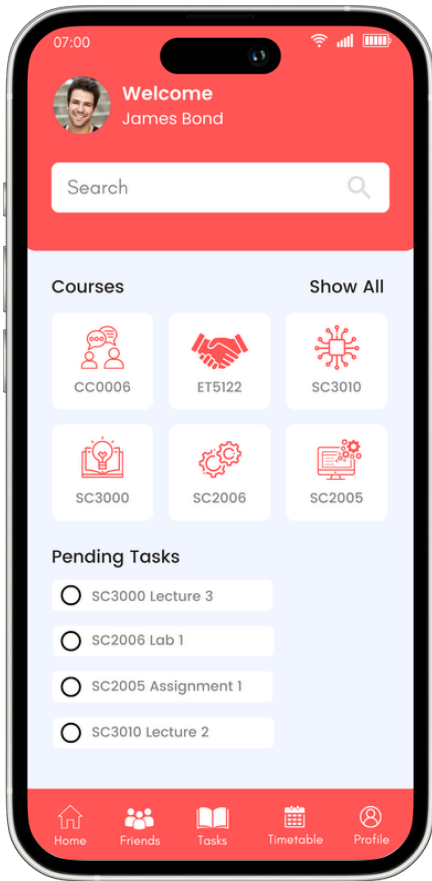 07:00
Welcome
James Bond
Search
Courses Show All
CC0006 ET5122 SC3010
SC3000 SC2006 SC2005
Pending Tasks
SC3000 Lecture 3
SC2006 Lab 1
SC2005 Assignment 1
SC3010 Lecture 2
Home Friends Tasks Timetable Profile